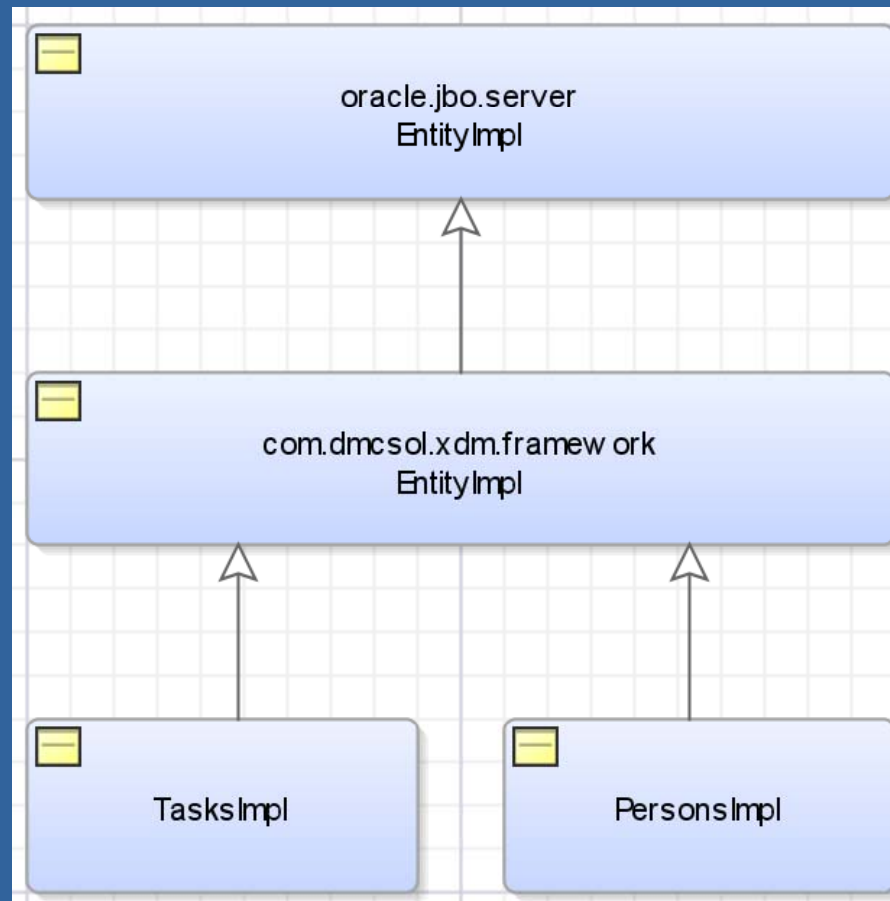 oracle.jbo.server
EntityImpl
com.dmcsol.xdm.framework
EntityImpl
TasksImpl
PersonsImpl